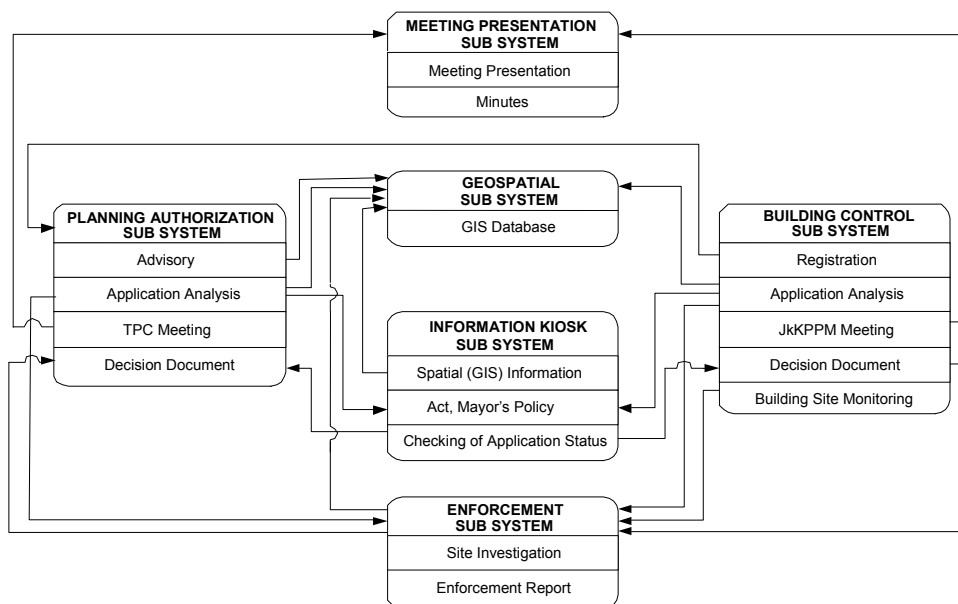 MEETING PRESENTATION
SUB SYSTEM
Meeting Presentation
Minutes
GEOSPATIAL
SUB SYSTEM
GIS Database
PLANNING AUTHORIZATION
SUB SYSTEM
Advisory
Application Analysis
TPC Meeting
Decision Document
BUILDING CONTROL
SUB SYSTEM
Registration
Application Analysis
JkKPPM Meeting
Decision Document
Building Site Monitoring
INFORMATION KIOSK
SUB SYSTEM
Spatial (GIS) Information
Act, Mayor's Policy
Checking of Application Status
ENFORCEMENT
SUB SYSTEM
Site Investigation
Enforcement Report